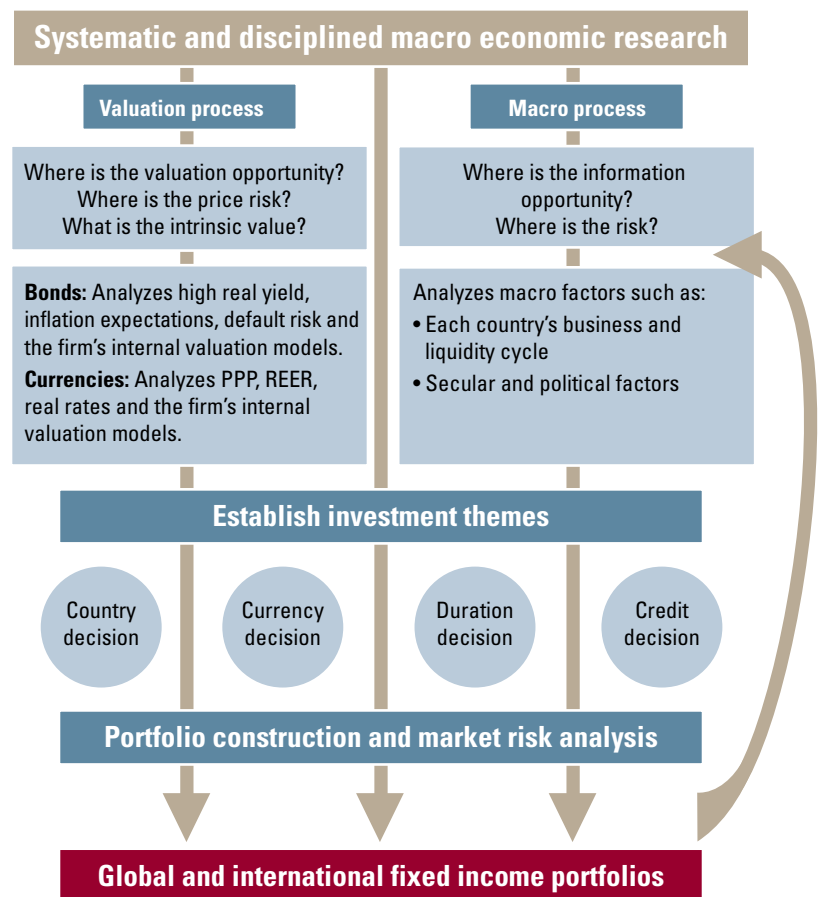 Systematic and disciplined macro economic research
Valuation process
Macro process
Where is the valuation opportunity?
Where is the price risk?
What is the intrinsic value?
Where is the information
opportunity?
Where is the risk?
Bonds: Analyzes high real yield,
inflation expectations, default risk and
the firm’s internal valuation models.
Currencies: Analyzes PPP, REER,
real rates and the firm’s internal
valuation models.
Analyzes macro factors such as:
• Each country’s business and
liquidity cycle
• Secular and political factors
Establish investment themes
Country
decision
Currency
decision
Duration
decision
Credit
decision
Portfolio construction and market risk analysis
Global and international fixed income portfolios